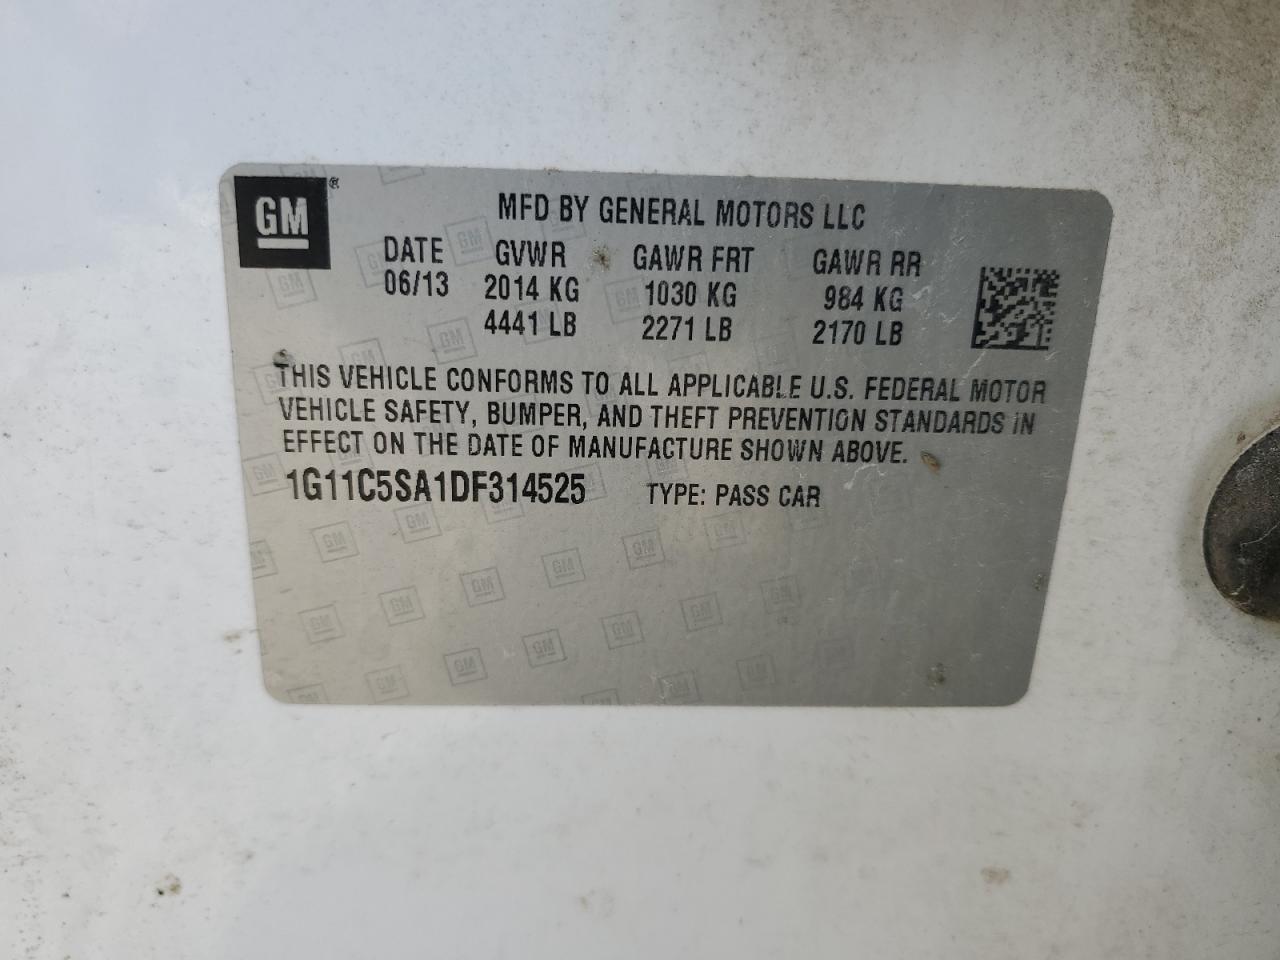 GM ®
MFD BY GENERAL MOTORS LLC
DATE GVWR GAWR FRT GAWR RR
06/13 2014 KG 1030 KG 984 KG
4441 LB 2271 LB 2170 LB
THIS VEHICLE CONFORMS TO ALL APPLICABLE U.S. FEDERAL MOTOR
VEHICLE SAFETY, BUMPER, AND THEFT PREVENTION STANDARDS IN
EFFECT ON THE DATE OF MANUFACTURE SHOWN ABOVE.
1G11C5SA1DF314525 TYPE: PASS CAR